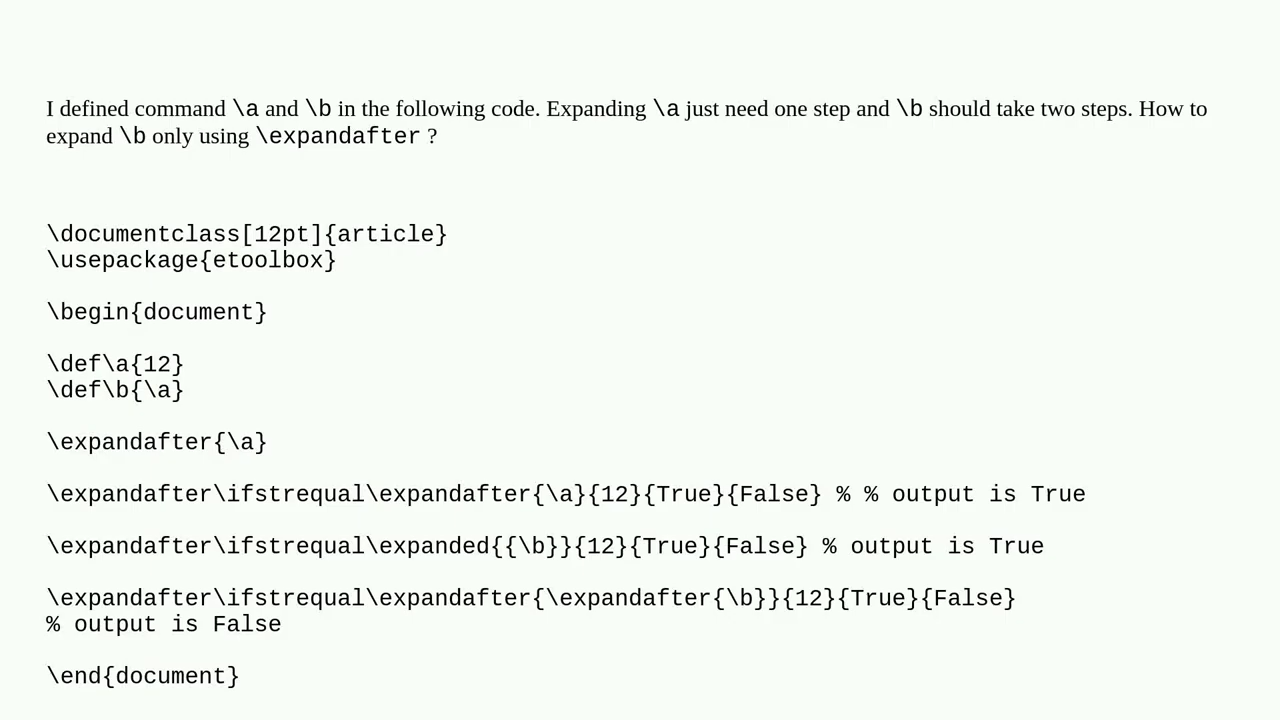 I defined command \a and \b in the following code. Expanding \a just need one step and \b should take two steps. How to
expand \b only using \expandafter ?
\documentclass[12pt]{article}
\usepackage{etoolbox}
\begin{document}
\def\a{12}
\def\b{\a}
\expandafter{\a}
\expandafter\ifstrequal\expandafter{\a}{12}{True}{False} % % output is True
\expandafter\ifstrequal\expanded{{\b}}{12}{True}{False} % output is True
\expandafter\ifstrequal\expandafter{\expandafter{\b}}{12}{True}{False}
% output is False
\end{document}